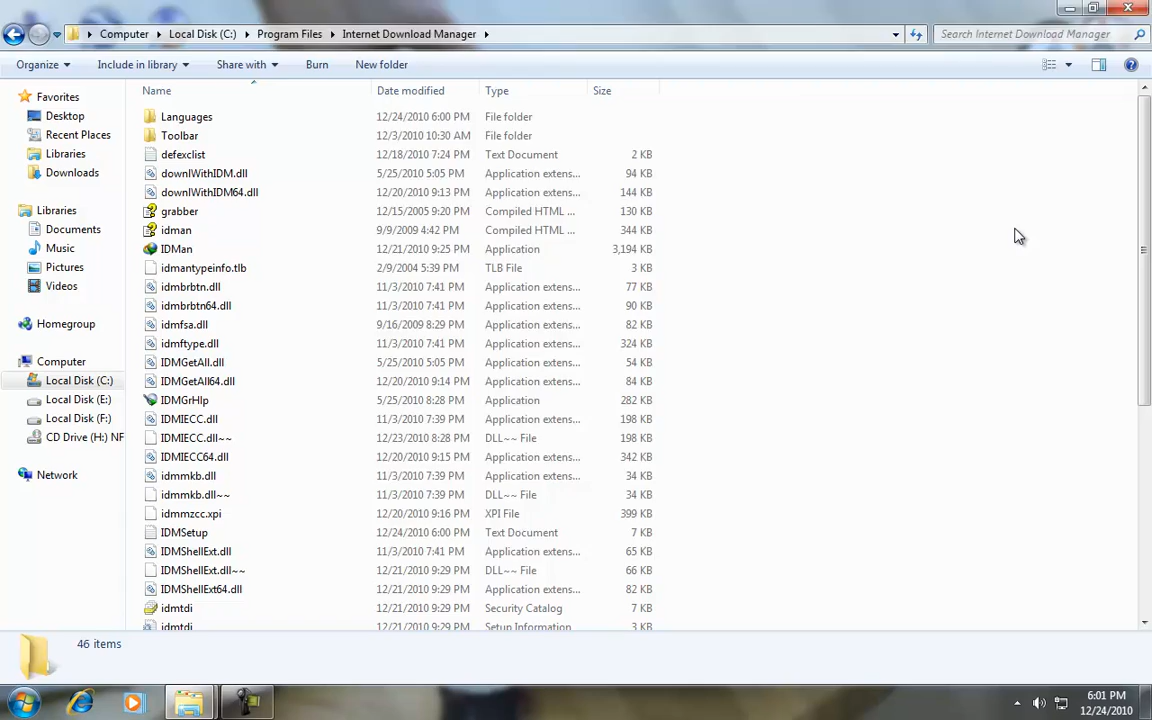 Computer Local Disk (C:) Program Files Internet Download Manager Search Internet Download Manager
Organize Include in library Share with Burn New folder
Name Date modified Type Size
Favorites
Desktop
Recent Places
Libraries
Downloads
Libraries
Documents
Music
Pictures
Videos
Homegroup
Computer
Local Disk (C:)
Local Disk (E:)
Local Disk (F:)
CD Drive (H:) NF
Network
Languages 12/24/2010 6:00 PM File folder
Toolbar 12/3/2010 10:30 AM File folder
defexclist 12/18/2010 7:24 PM Text Document 2 KB
downlWithIDM.dll 5/25/2010 5:05 PM Application extens... 94 KB
downlWithIDM64.dll 12/20/2010 9:13 PM Application extens... 144 KB
grabber 12/15/2005 9:20 PM Compiled HTML ... 130 KB
idman 9/9/2009 4:42 PM Compiled HTML ... 344 KB
IDMan 12/21/2010 9:25 PM Application 3,194 KB
idmantypeinfo.tlb 2/9/2004 5:39 PM TLB File 3 KB
idmbrbtn.dll 11/3/2010 7:41 PM Application extens... 77 KB
idmbrbtn64.dll 11/3/2010 7:41 PM Application extens... 90 KB
idmfsa.dll 9/16/2009 8:29 PM Application extens... 82 KB
idmftype.dll 11/3/2010 7:41 PM Application extens... 324 KB
IDMGetAll.dll 5/25/2010 5:05 PM Application extens... 54 KB
IDMGetAll64.dll 12/20/2010 9:14 PM Application extens... 84 KB
IDMGrHlp 5/25/2010 8:28 PM Application 282 KB
IDMIECC.dll 11/3/2010 7:39 PM Application extens... 198 KB
IDMIECC.dll~~ 12/23/2010 8:28 PM DLL~~ File 198 KB
IDMIECC64.dll 12/20/2010 9:15 PM Application extens... 342 KB
idmmkb.dll 11/3/2010 7:39 PM Application extens... 34 KB
idmmkb.dll~~ 11/3/2010 7:39 PM DLL~~ File 34 KB
idmmzcc.xpi 12/20/2010 9:16 PM XPI File 399 KB
IDMSetup 12/24/2010 6:00 PM Text Document 7 KB
IDMShellExt.dll 11/3/2010 7:41 PM Application extens... 65 KB
IDMShellExt.dll~~ 12/21/2010 9:29 PM DLL~~ File 66 KB
IDMShellExt64.dll 12/21/2010 9:29 PM Application extens... 82 KB
idmtdi 12/21/2010 9:29 PM Security Catalog 7 KB
idmtdi 12/21/2010 9:29 PM Setup Information 3 KB
46 items
6:01 PM
12/24/2010